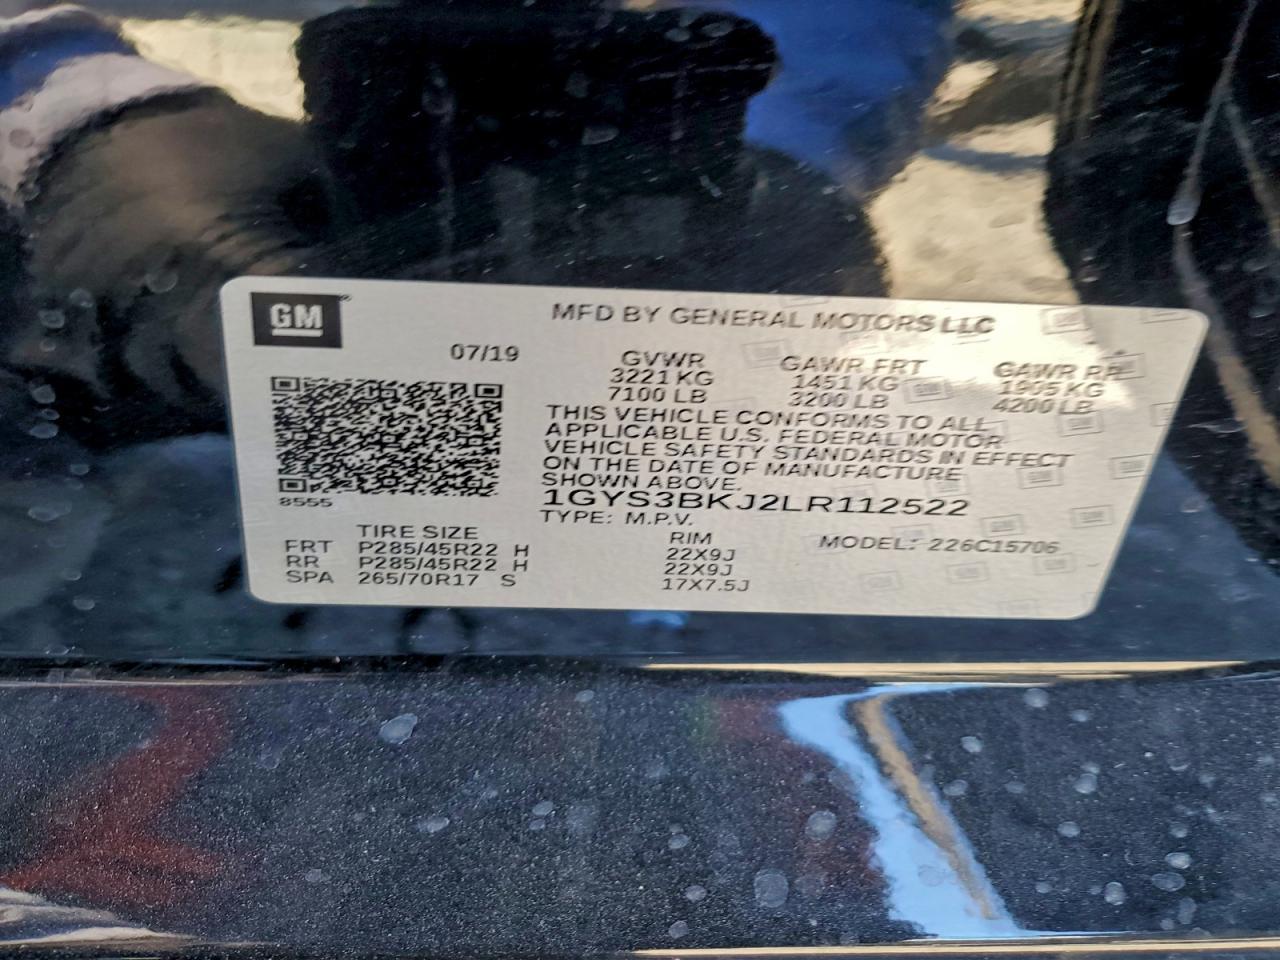 GM
MFD BY GENERAL MOTORS LLC
07/19
GVWR GAWR FRT GAWR RR
3221 KG 1451 KG 1905 KG
7100 LB 3200 LB 4200 LB
THIS VEHICLE CONFORMS TO ALL
APPLICABLE U.S. FEDERAL MOTOR
VEHICLE SAFETY STANDARDS IN EFFECT
ON THE DATE OF MANUFACTURE
SHOWN ABOVE.
8555
1GYS3BKJ2LR112522
TYPE: M.P.V.
TIRE SIZE RIM MODEL: 226C15706
FRT P285/45R22 H 22X9J
RR P285/45R22 H 22X9J
SPA 265/70R17 S 17X7.5J